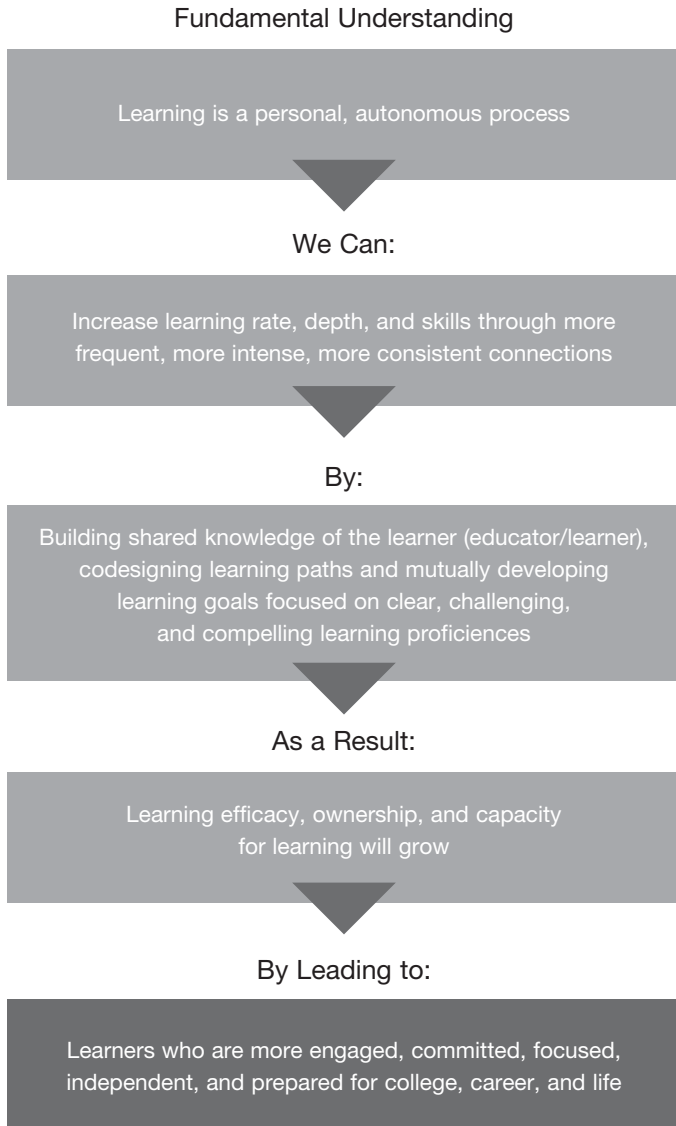 Fundamental Understanding
Learning is a personal, autonomous process
We Can:
Increase learning rate, depth, and skills through more
frequent, more intense, more consistent connections
By:
Building shared knowledge of the learner (educator/learner),
codesigning learning paths and mutually developing
learning goals focused on clear, challenging,
and compelling learning proficiences
As a Result:
Learning efficacy, ownership, and capacity
for learning will grow
By Leading to:
Learners who are more engaged, committed, focused,
independent, and prepared for college, career, and life